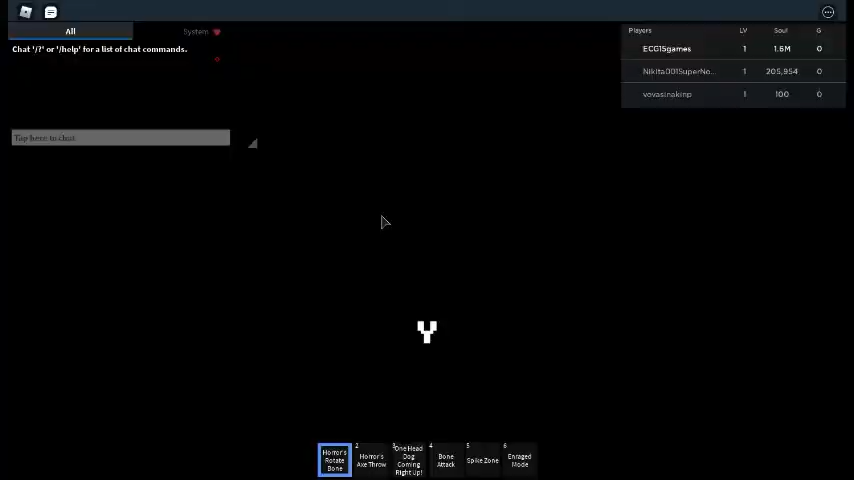 All
System
Chat '/?' or '/help' for a list of chat commands.
Tap here to chat
Players LV Soul G
ECG15games 1 1.6M 0
Nikita001SuperNo... 1 205,954 0
vovasinakinp 1 100 0
Y
Horror's
Rotate
Bone
2
Horror's
Axe Throw
3
One Head
Dog
Coming
Right Up!
4
Bone
Attack
5
Spike Zone
6
Enraged
Mode